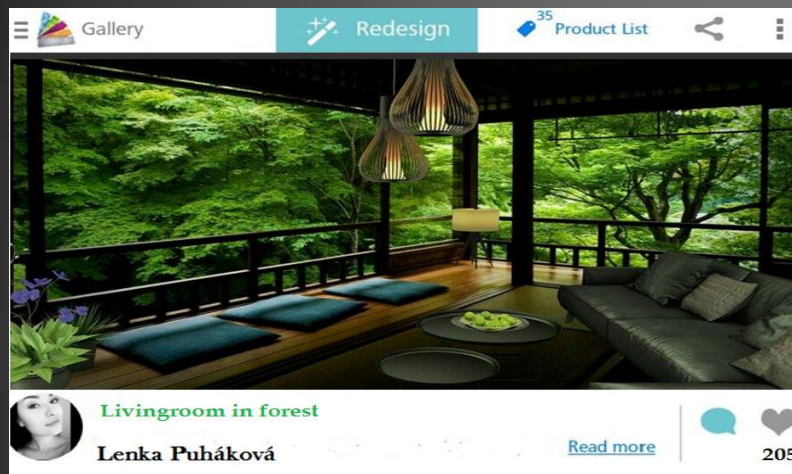 Gallery
Redesign
35
Product List
Livingroom in forest
Lenka Puháková
Read more
205